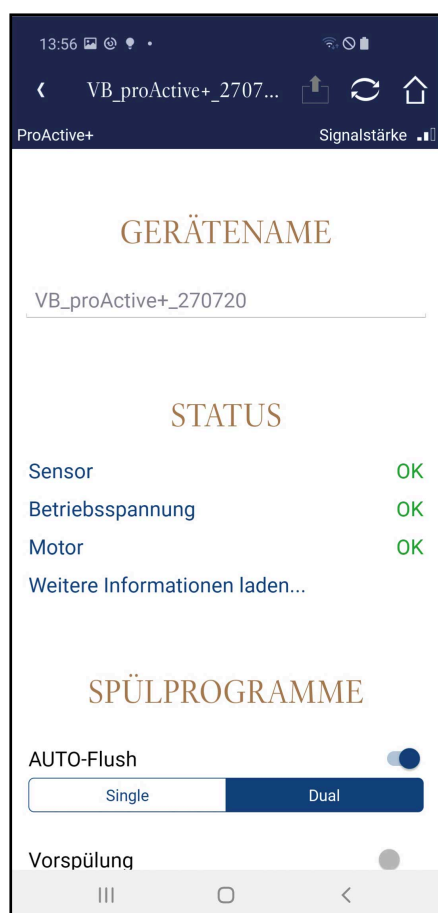 13:56
VB_proActive+_2707...
ProActive+ Signalstärke
GERÄTENAME
VB_proActive+_270720
STATUS
Sensor OK
Betriebsspannung OK
Motor OK
Weitere Informationen laden...
SPÜLPROGRAMME
AUTO-Flush
Single Dual
Vorspülung